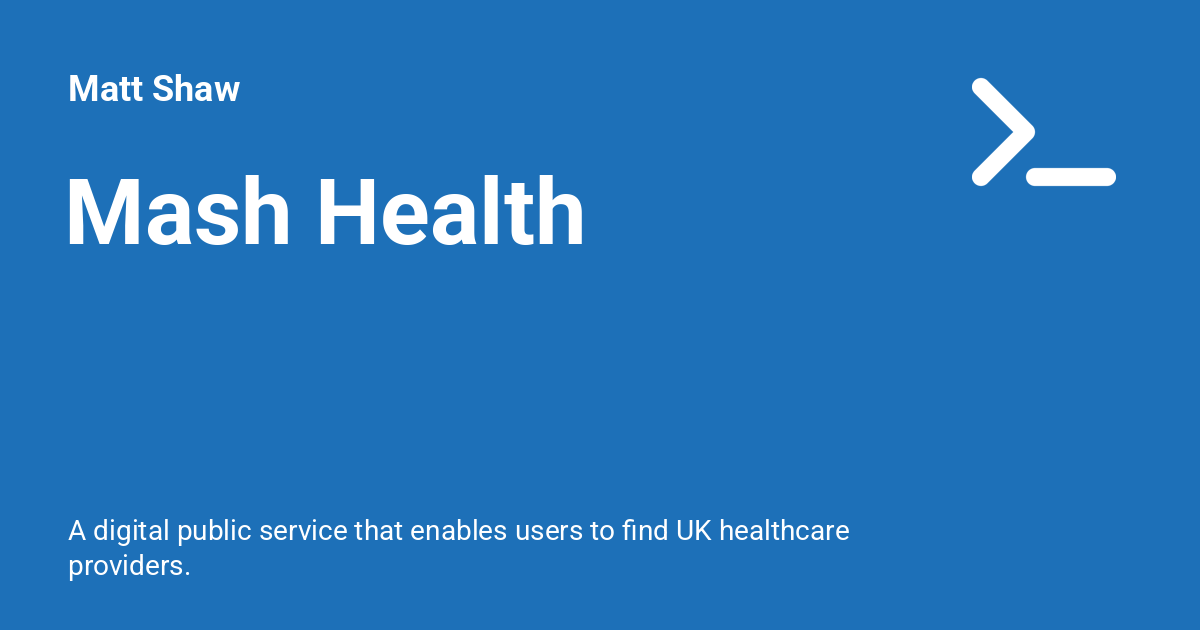 Matt Shaw
Mash Health
A digital public service that enables users to find UK healthcare
providers.